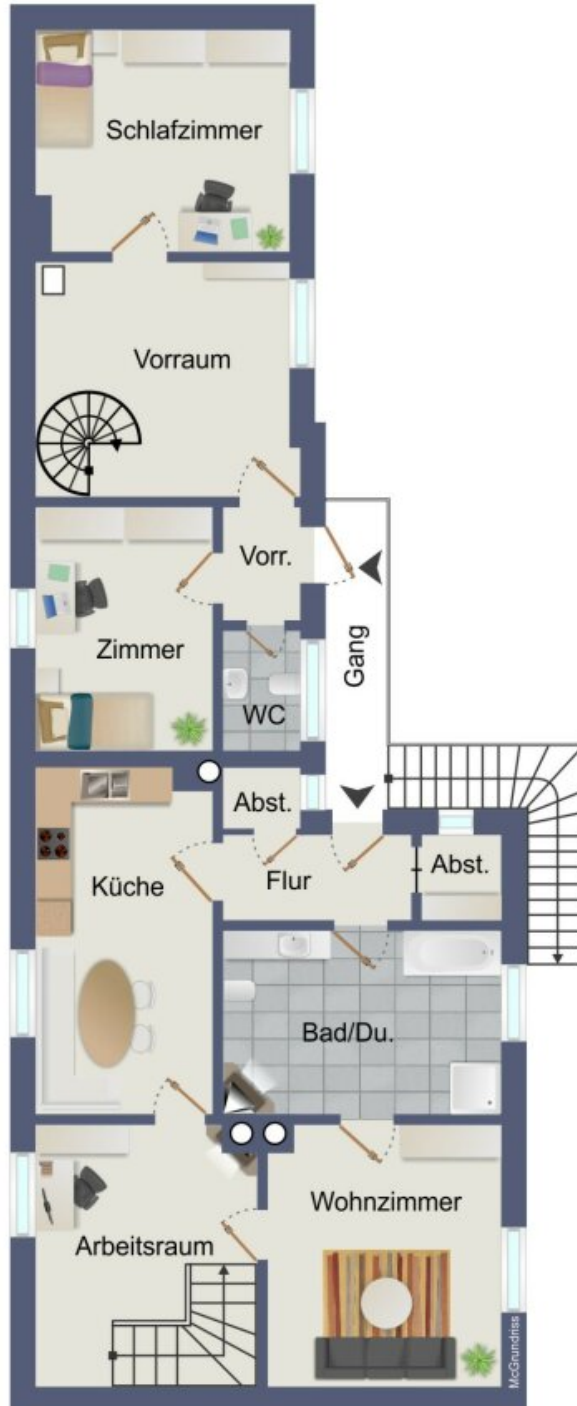 Schlafzimmer
Vorraum
Vorr.
Zimmer
WC
Gang
Abst.
Flur
Abst.
Küche
Bad/Du.
Wohnzimmer
Arbeitsraum
McGrundriss